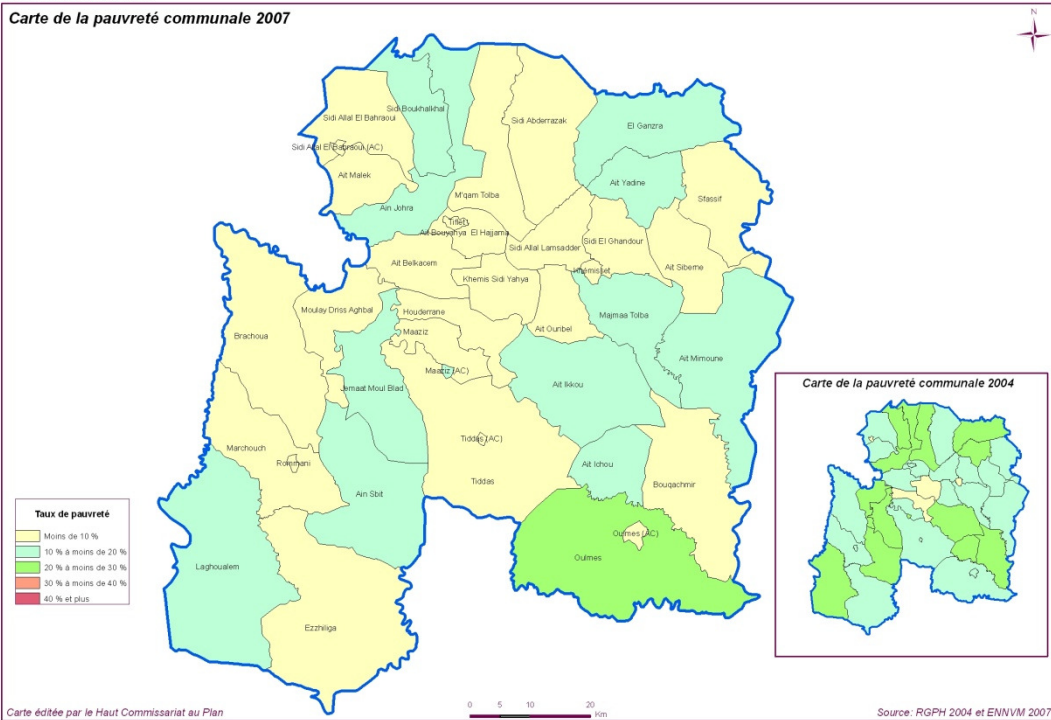 Carte de la pauvreté communale 2007
N
Sidi Boukhalkhal
Sidi Allal El Bahraoui
Sidi Abderrazak
El Ganzra
Sidi Allal El Bahraoui (AC)
Ait Malek
Ait Yadine
Sfassif
M'qam Tolba
Ain Johra
Tiflet
Ait Bouyahya
El Hajjama
Sidi Allal Lamsadder
Sidi El Ghandour
Ait Belkacem
Khémisset
Ait Siberne
Khemis Sidi Yahya
Moulay Driss Aghbal
Houderrane
Majmaa Tolba
Brachoua
Maaziz
Ait Ouribel
Ait Mimoune
Maaziz (AC)
Jemaat Moul Blad
Ait Ikkou
Carte de la pauvreté communale 2004
Tiddas (AC)
Marchouch
Rommani
Ait Ichou
Tiddas
Bouqachmir
Ain Sbit
Taux de pauvreté
Moins de 10 %
10 % à moins de 20 %
20 % à moins de 30 %
30 % à moins de 40 %
40 % et plus
Oulmes (AC)
Oulmes
Laghoualem
Ezzhiliga
0 5 10 20
Km
Carte éditée par le Haut Commissariat au Plan
Source: RGPH 2004 et ENNVM 2007